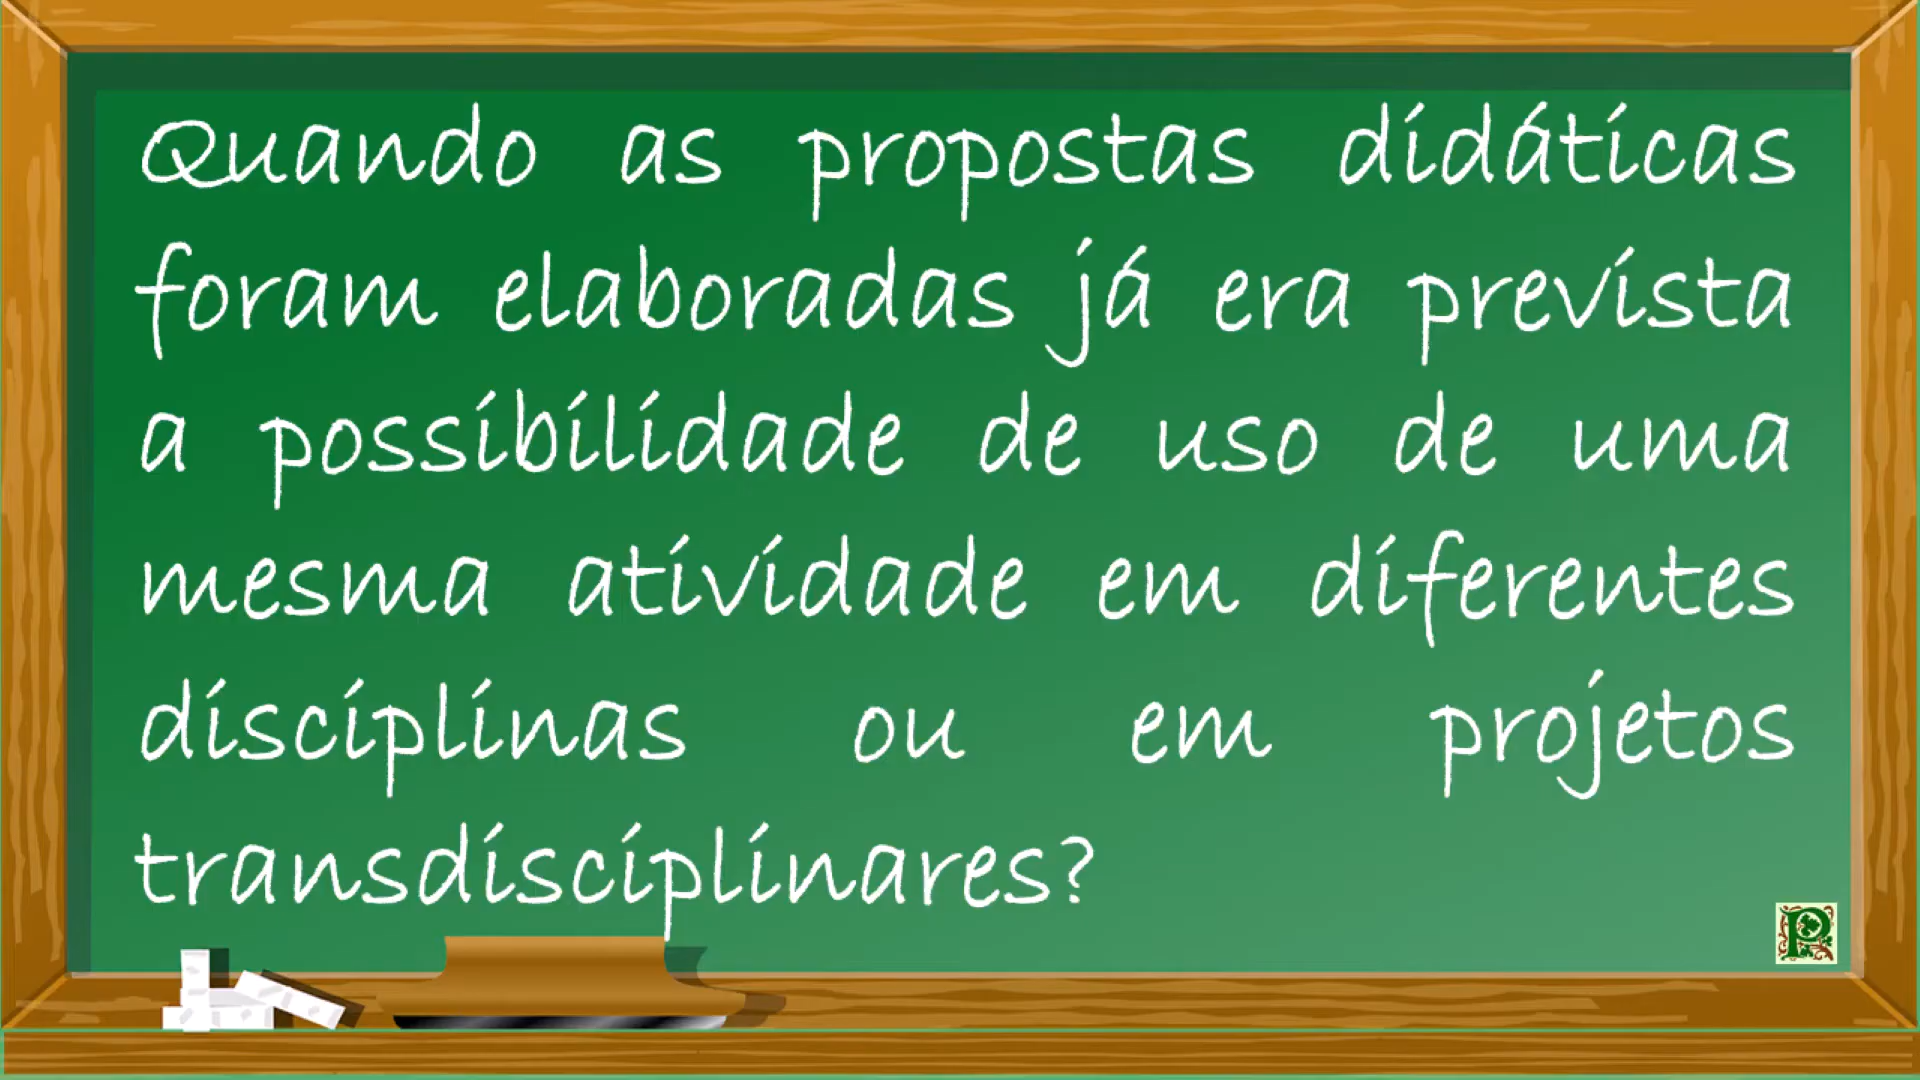 Quando as propostas didáticas
foram elaboradas já era prevista
a possibilidade de uso de uma
mesma atividade em diferentes
disciplinas ou em projetos
transdisciplinares?
P